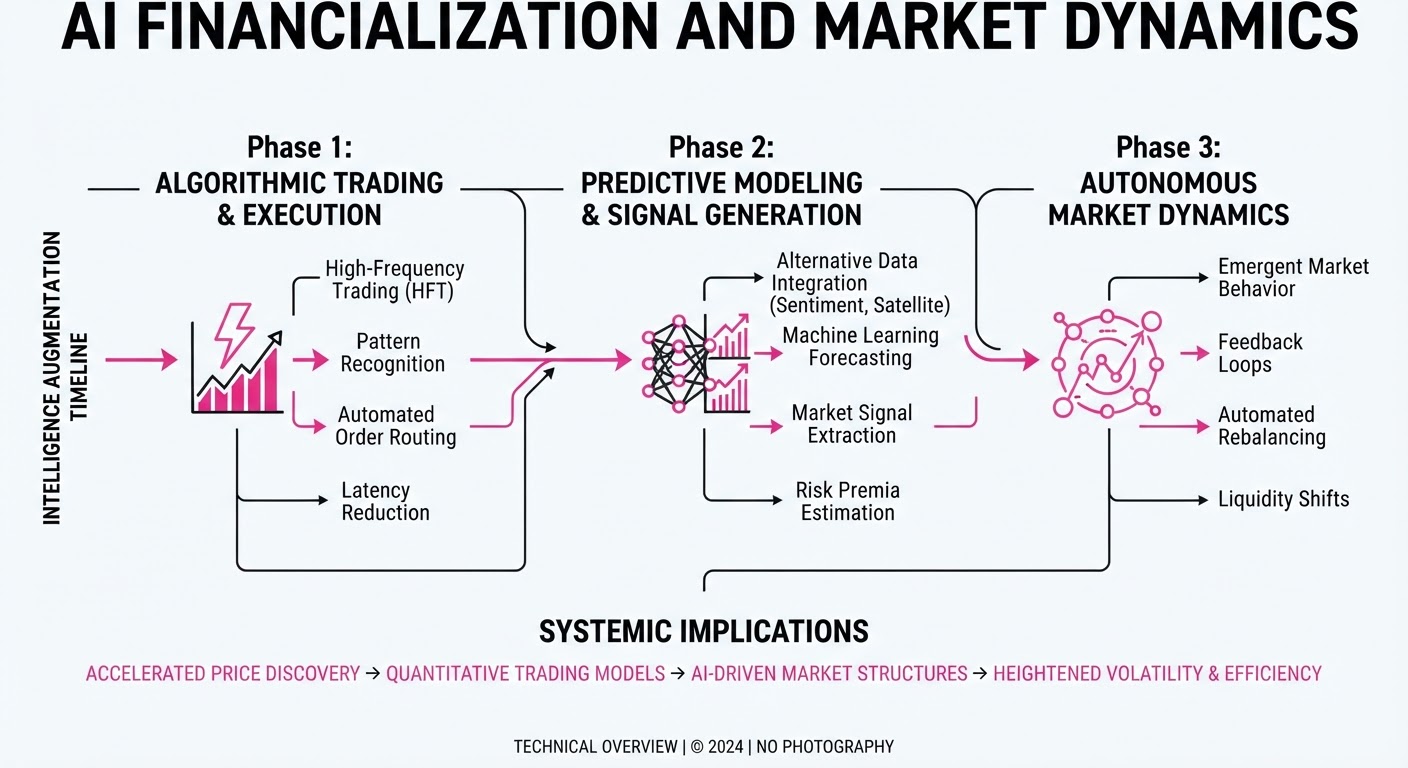 AI FINANCIALIZATION AND MARKET DYNAMICS
Phase 1:
ALGORITHMIC TRADING
& EXECUTION
Phase 2:
PREDICTIVE MODELING
& SIGNAL GENERATION
Phase 3:
AUTONOMOUS
MARKET DYNAMICS
INTELLIGENCE AUGMENTATION
TIMELINE
High-Frequency
Trading (HFT)
Pattern
Recognition
Automated
Order Routing
Latency
Reduction
Alternative Data
Integration
(Sentiment, Satellite)
Machine Learning
Forecasting
Market Signal
Extraction
Risk Premia
Estimation
Emergent Market
Behavior
Feedback
Loops
Automated
Rebalancing
Liquidity Shifts
SYSTEMIC IMPLICATIONS
ACCELERATED PRICE DISCOVERY → QUANTITATIVE TRADING MODELS → AI-DRIVEN MARKET STRUCTURES → HEIGHTENED VOLATILITY & EFFICIENCY
TECHNICAL OVERVIEW | © 2024 | NO PHOTOGRAPHY